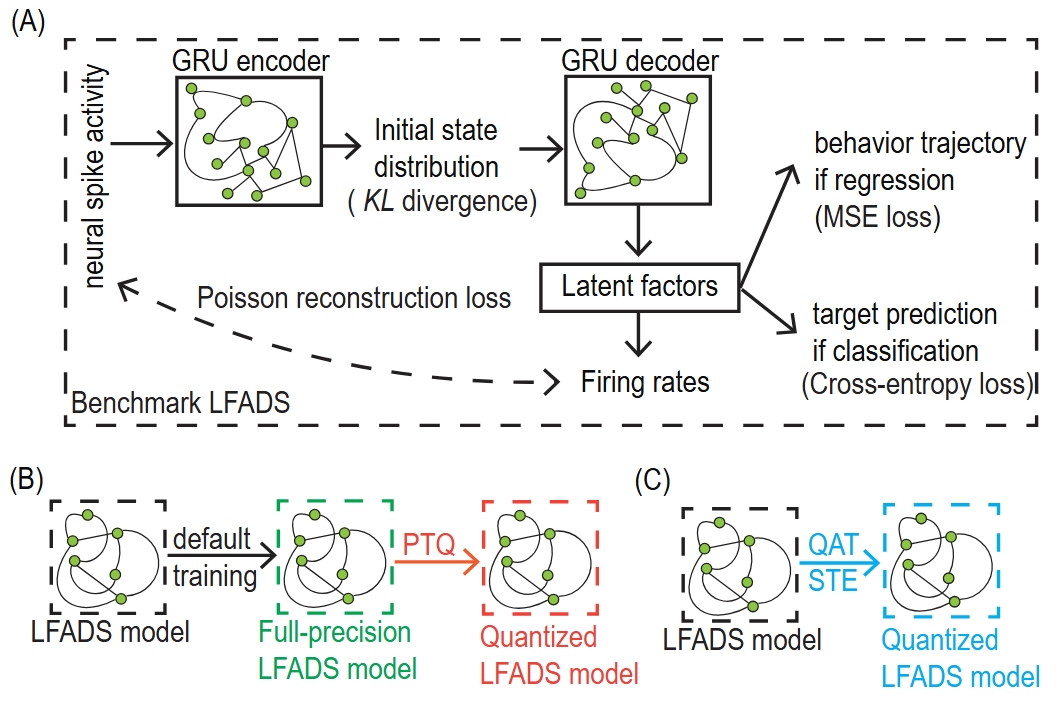 (A)
GRU encoder
GRU decoder
neural spike activity
Initial state
distribution
( KL divergence)
behavior trajectory
if regression
(MSE loss)
Latent factors
Poisson reconstruction loss
target prediction
if classification
(Cross-entropy loss)
Firing rates
Benchmark LFADS
(B)
default
training
PTQ
LFADS model
Full-precision
LFADS model
Quantized
LFADS model
(C)
QAT
STE
LFADS model
Quantized
LFADS model